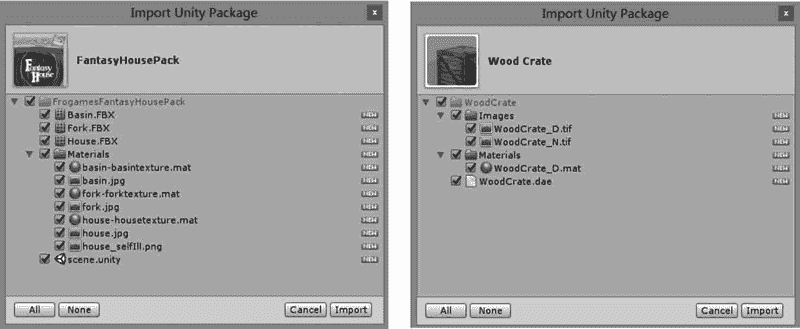 Import Unity Package
x
Fantasy
House
FantasyHousePack
FrogamesFantasyHousePack
Basin.FBX NEW
Fork.FBX NEW
House.FBX NEW
Materials
basin-basintexture.mat NEW
basin.jpg NEW
fork-forktexture.mat NEW
fork.jpg NEW
house-housetexture.mat NEW
house.jpg NEW
house_selfIll.png NEW
scene.unity NEW
All
None
Cancel
Import
Import Unity Package
x
Wood Crate
WoodCrate
Images NEW
WoodCrate_D.tif NEW
WoodCrate_N.tif NEW
Materials NEW
WoodCrate_D.mat NEW
WoodCrate.dae NEW
All
None
Cancel
Import